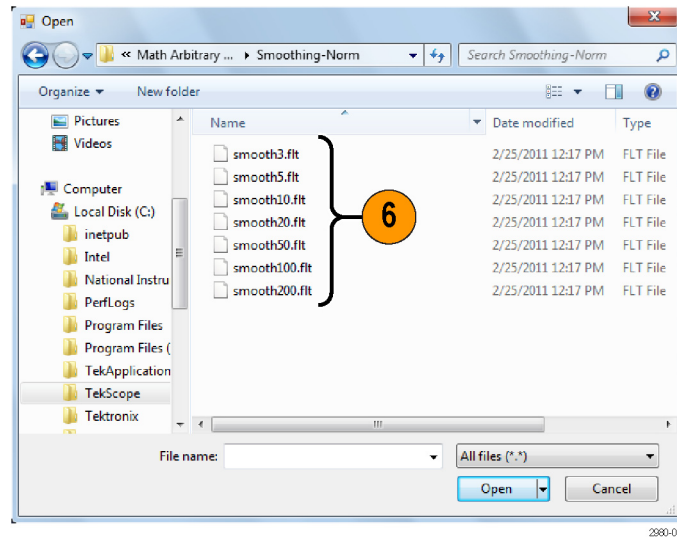 Open
« Math Arbitrary ... Smoothing-Norm
Search Smoothing-Norm
Organize
New folder
Name
Date modified
Type
Pictures
Videos
Computer
Local Disk (C:)
inetpub
Intel
National Instru
PerfLogs
Program Files
Program Files (
TekApplication
TekScope
Tektronix
smooth3.flt 2/25/2011 12:17 PM FLT File
smooth5.flt 2/25/2011 12:17 PM FLT File
smooth10.flt 2/25/2011 12:17 PM FLT File
smooth20.flt 2/25/2011 12:17 PM FLT File
smooth50.flt 2/25/2011 12:17 PM FLT File
smooth100.flt 2/25/2011 12:17 PM FLT File
smooth200.flt 2/25/2011 12:17 PM FLT File
6
File name:
All files (*.*)
Open
Cancel
2980-0